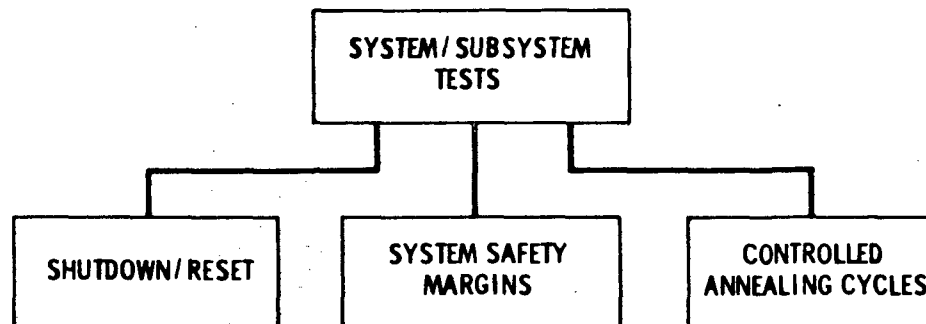 SYSTEM/SUBSYSTEM
TESTS
SHUTDOWN/RESET
SYSTEM SAFETY
MARGINS
CONTROLLED
ANNEALING CYCLES